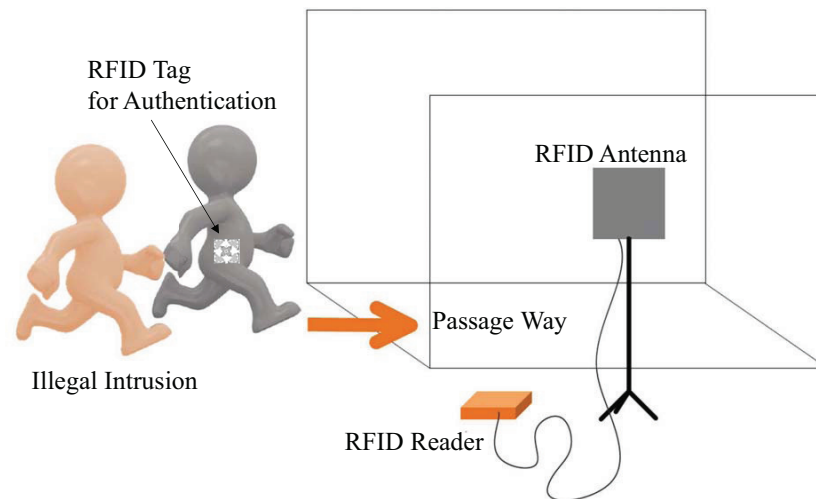 RFID Tag
for Authentication
RFID Antenna
Passage Way
Illegal Intrusion
RFID Reader